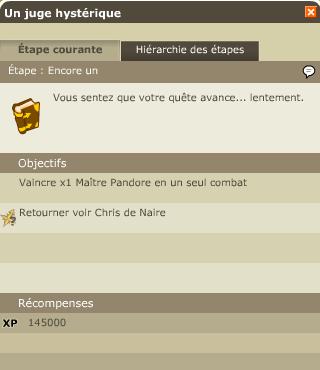 Un juge hystérique
Étape courante
Hiérarchie des étapes
Étape : Encore un
Vous sentez que votre quête avance... lentement.
Objectifs
Vaincre x1 Maître Pandore en un seul combat
Retourner voir Chris de Naire
Récompenses
XP 145000